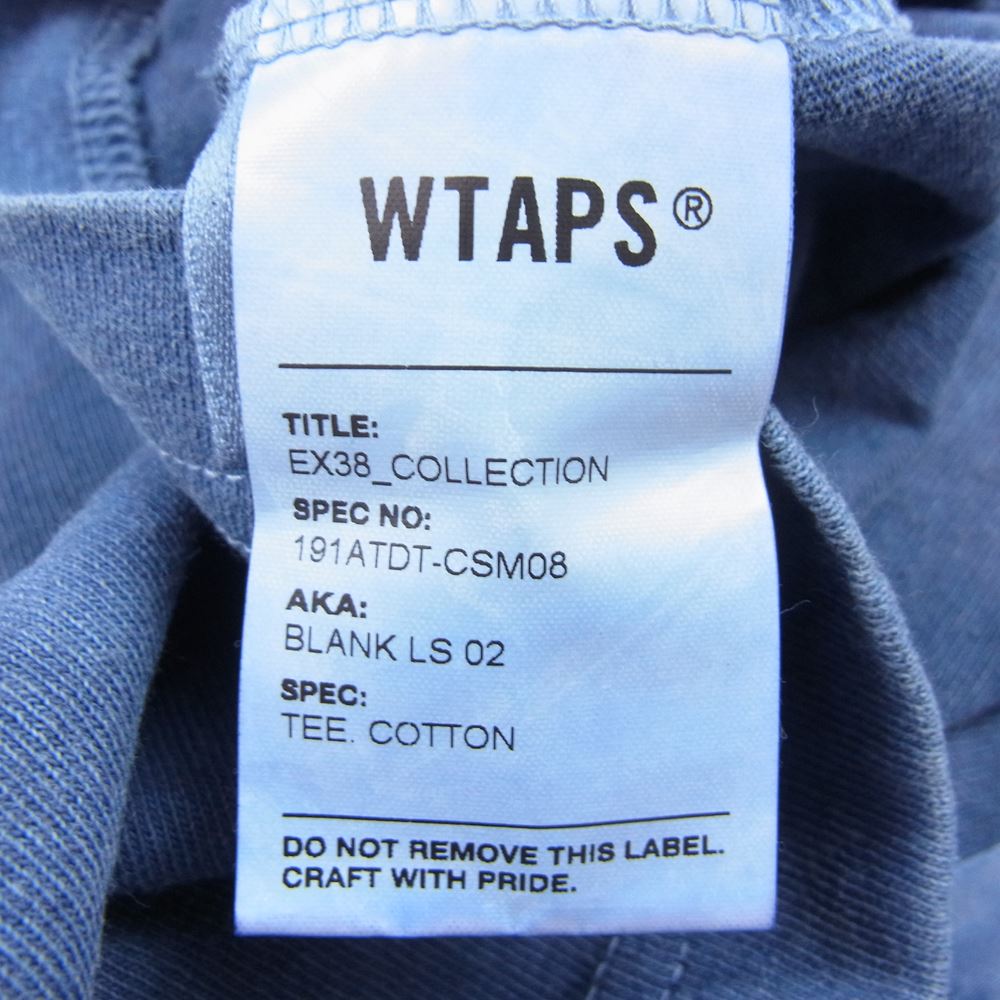 WTAPS®
TITLE:
EX38_COLLECTION
SPEC NO:
191ATDT-CSM08
AKA:
BLANK LS 02
SPEC:
TEE. COTTON
DO NOT REMOVE THIS LABEL.
CRAFT WITH PRIDE.